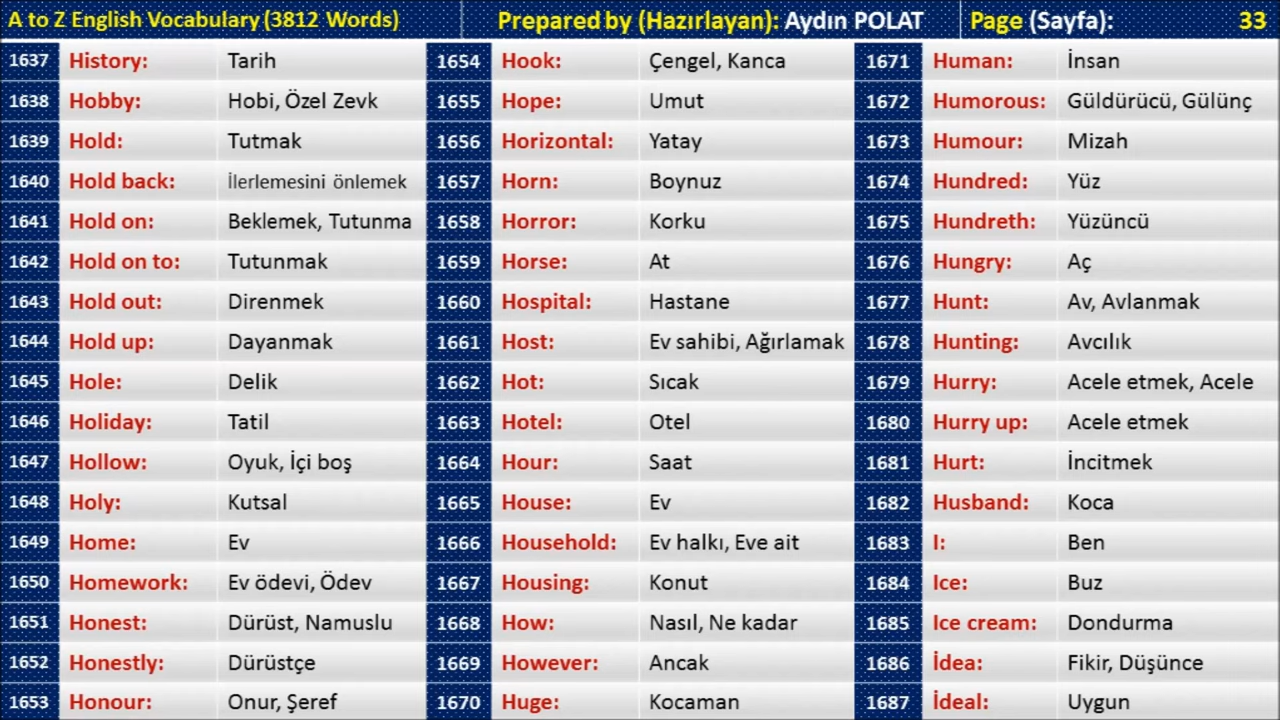 A to Z English Vocabulary (3812 Words) Prepared by (Hazırlayan): Aydın POLAT Page (Sayfa): 33
1637 History: Tarih
1638 Hobby: Hobi, Özel Zevk
1639 Hold: Tutmak
1640 Hold back: İlerlemesini önlemek
1641 Hold on: Beklemek, Tutunma
1642 Hold on to: Tutunmak
1643 Hold out: Direnmek
1644 Hold up: Dayanmak
1645 Hole: Delik
1646 Holiday: Tatil
1647 Hollow: Oyuk, İçi boş
1648 Holy: Kutsal
1649 Home: Ev
1650 Homework: Ev ödevi, Ödev
1651 Honest: Dürüst, Namuslu
1652 Honestly: Dürüstçe
1653 Honour: Onur, Şeref
1654 Hook: Çengel, Kanca
1655 Hope: Umut
1656 Horizontal: Yatay
1657 Horn: Boynuz
1658 Horror: Korku
1659 Horse: At
1660 Hospital: Hastane
1661 Host: Ev sahibi, Ağırlamak
1662 Hot: Sıcak
1663 Hotel: Otel
1664 Hour: Saat
1665 House: Ev
1666 Household: Ev halkı, Eve ait
1667 Housing: Konut
1668 How: Nasıl, Ne kadar
1669 However: Ancak
1670 Huge: Kocaman
1671 Human: İnsan
1672 Humorous: Güldürücü, Gülünç
1673 Humour: Mizah
1674 Hundred: Yüz
1675 Hundreth: Yüzüncü
1676 Hungry: Aç
1677 Hunt: Av, Avlanmak
1678 Hunting: Avcılık
1679 Hurry: Acele etmek, Acele
1680 Hurry up: Acele etmek
1681 Hurt: İncitmek
1682 Husband: Koca
1683 I: Ben
1684 Ice: Buz
1685 Ice cream: Dondurma
1686 İdea: Fikir, Düşünce
1687 İdeal: Uygun